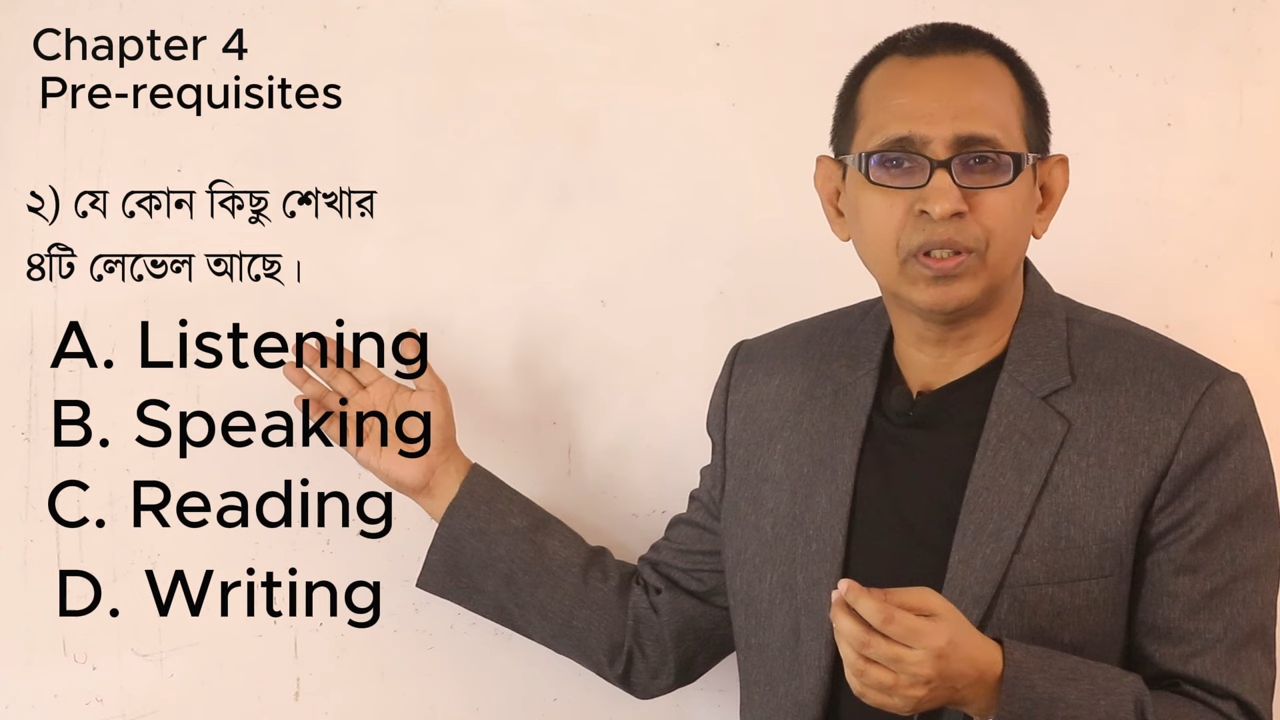 Chapter 4
Pre-requisites
২) যে কোন কিছু শেখার
৪টি লেভেল আছে।
A. Listening
B. Speaking
C. Reading
D. Writing